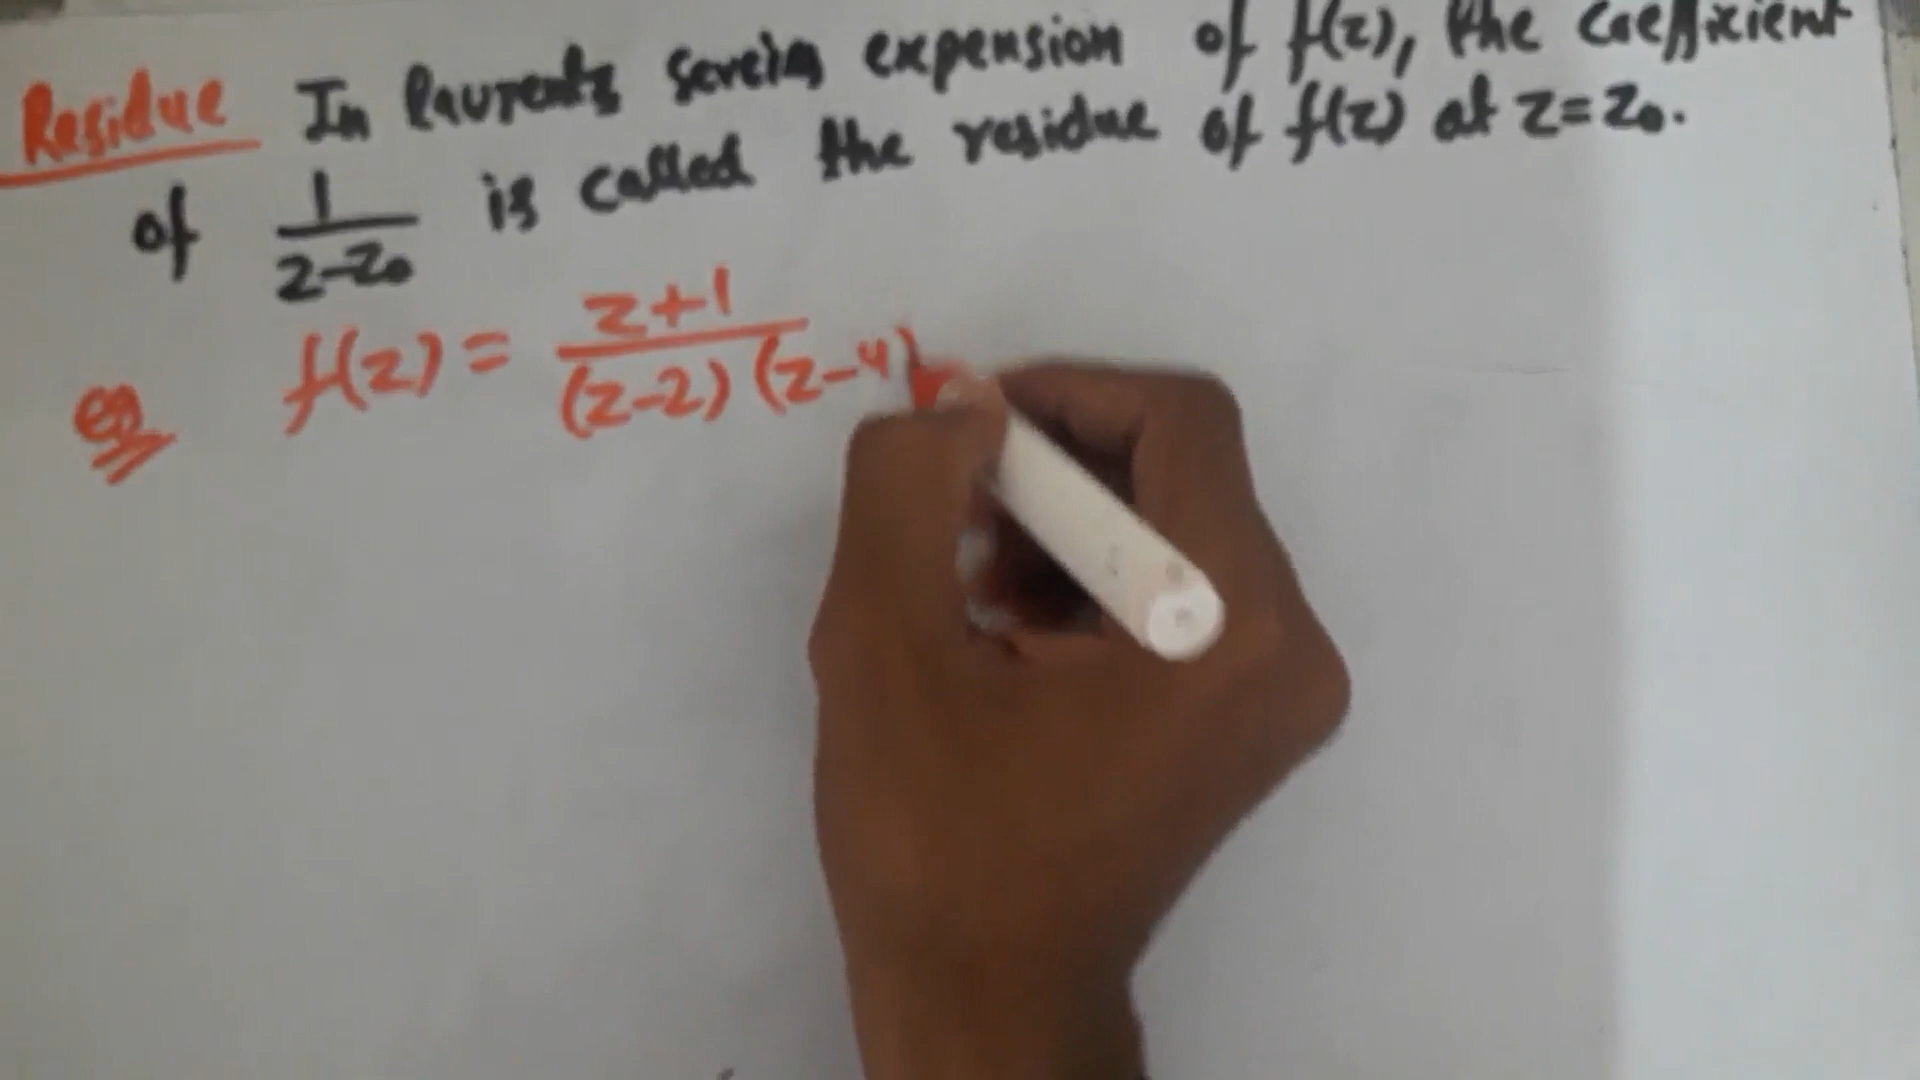 Residue In laurents sereis expension of f(z), the coefficient
of 1/(z-z₀) is called the residue of f(z) at z=z₀.
eg f(z) = z+1/(z-2)(z-4)